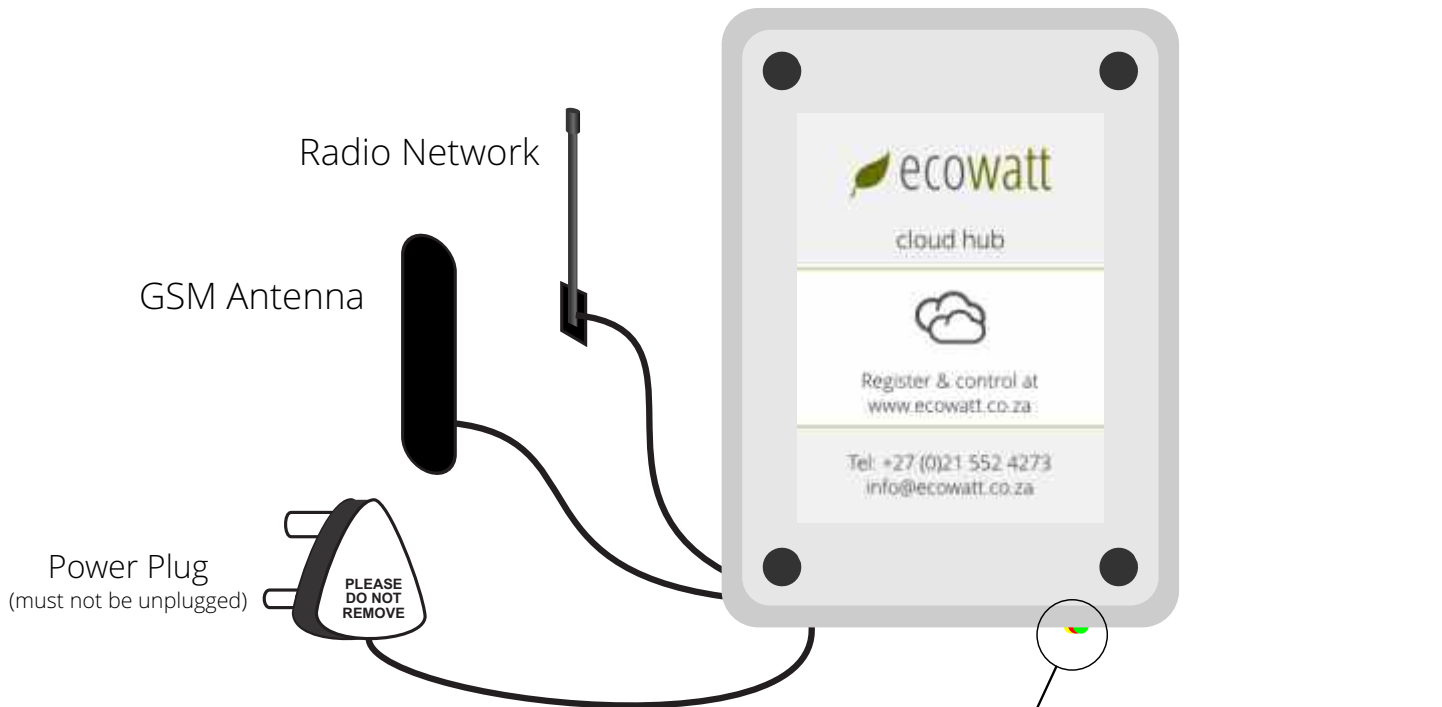 Radio Network
GSM Antenna
Power Plug
(must not be unplugged)
PLEASE
DO NOT
REMOVE
ecowatt
cloud hub
Register & control at
www.ecowatt.co.za
Tel: +27 (0)21 552 4273
info@ecowatt.co.za